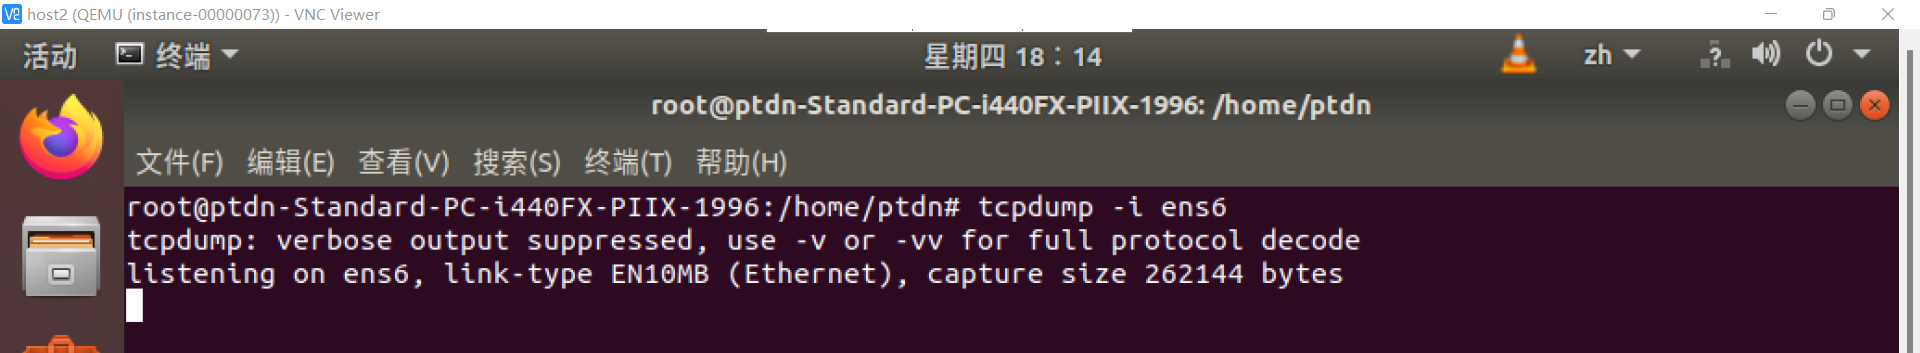 host2 (QEMU (instance-00000073)) - VNC Viewer
活动 终端 星期四 18：14 zh
root@ptdn-Standard-PC-i440FX-PIIX-1996: /home/ptdn
文件(F) 编辑(E) 查看(V) 搜索(S) 终端(T) 帮助(H)
root@ptdn-Standard-PC-i440FX-PIIX-1996:/home/ptdn# tcpdump -i ens6
tcpdump: verbose output suppressed, use -v or -vv for full protocol decode
listening on ens6, link-type EN10MB (Ethernet), capture size 262144 bytes